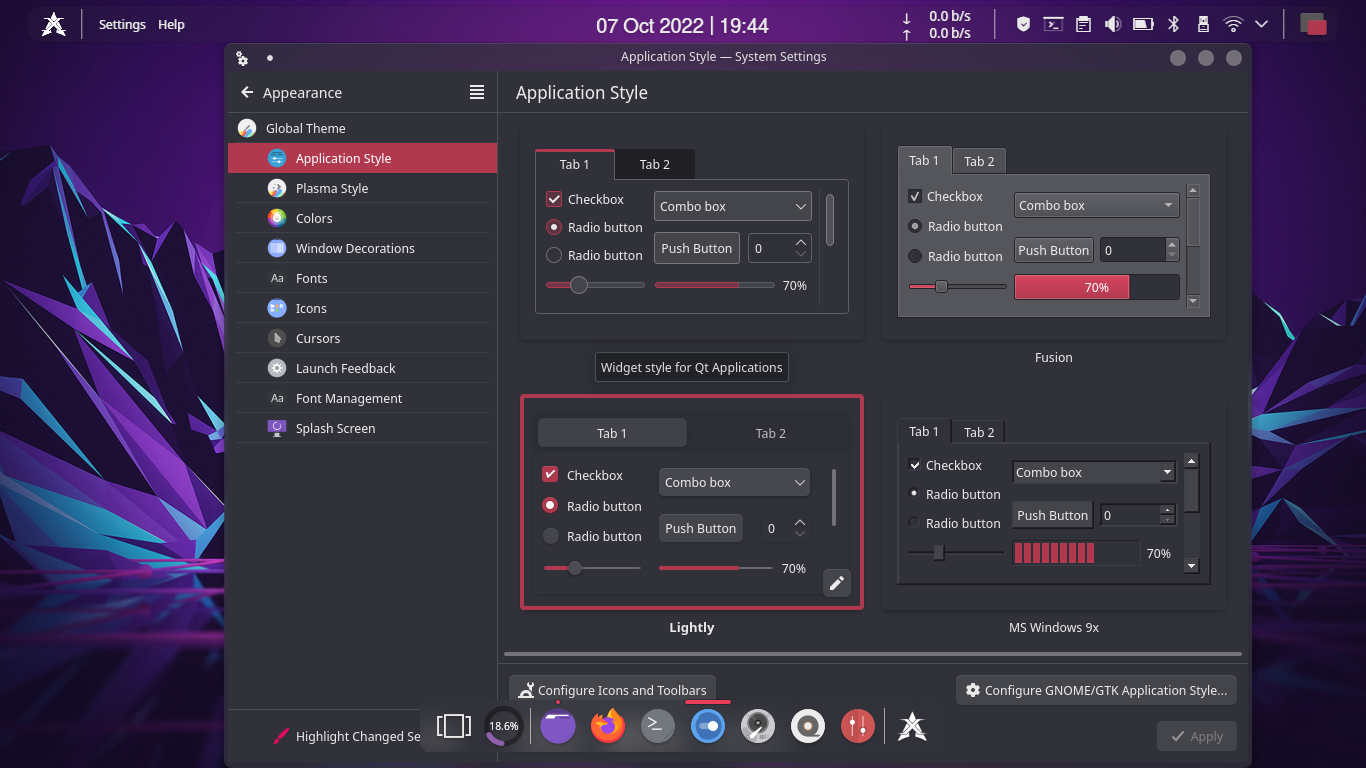 Settings Help
07 Oct 2022 | 19:44
0.0 b/s
0.0 b/s
Application Style — System Settings
Appearance
Global Theme
Application Style
Plasma Style
Colors
Window Decorations
Aa Fonts
Icons
Cursors
Launch Feedback
Aa Font Management
Splash Screen
Highlight Changed Se
Application Style
Tab 1 Tab 2
Checkbox Combo box
Radio button
Push Button 0
Radio button
70%
Widget style for Qt Applications
Tab 1 Tab 2
Checkbox Combo box
Radio button
Push Button 0
Radio button
70%
Fusion
Tab 1 Tab 2
Checkbox Combo box
Radio button
Push Button 0
Radio button
70%
Lightly
Tab 1 Tab 2
Checkbox Combo box
Radio button
Push Button 0
Radio button
70%
MS Windows 9x
Configure Icons and Toolbars
Configure GNOME/GTK Application Style...
18.6%
Apply